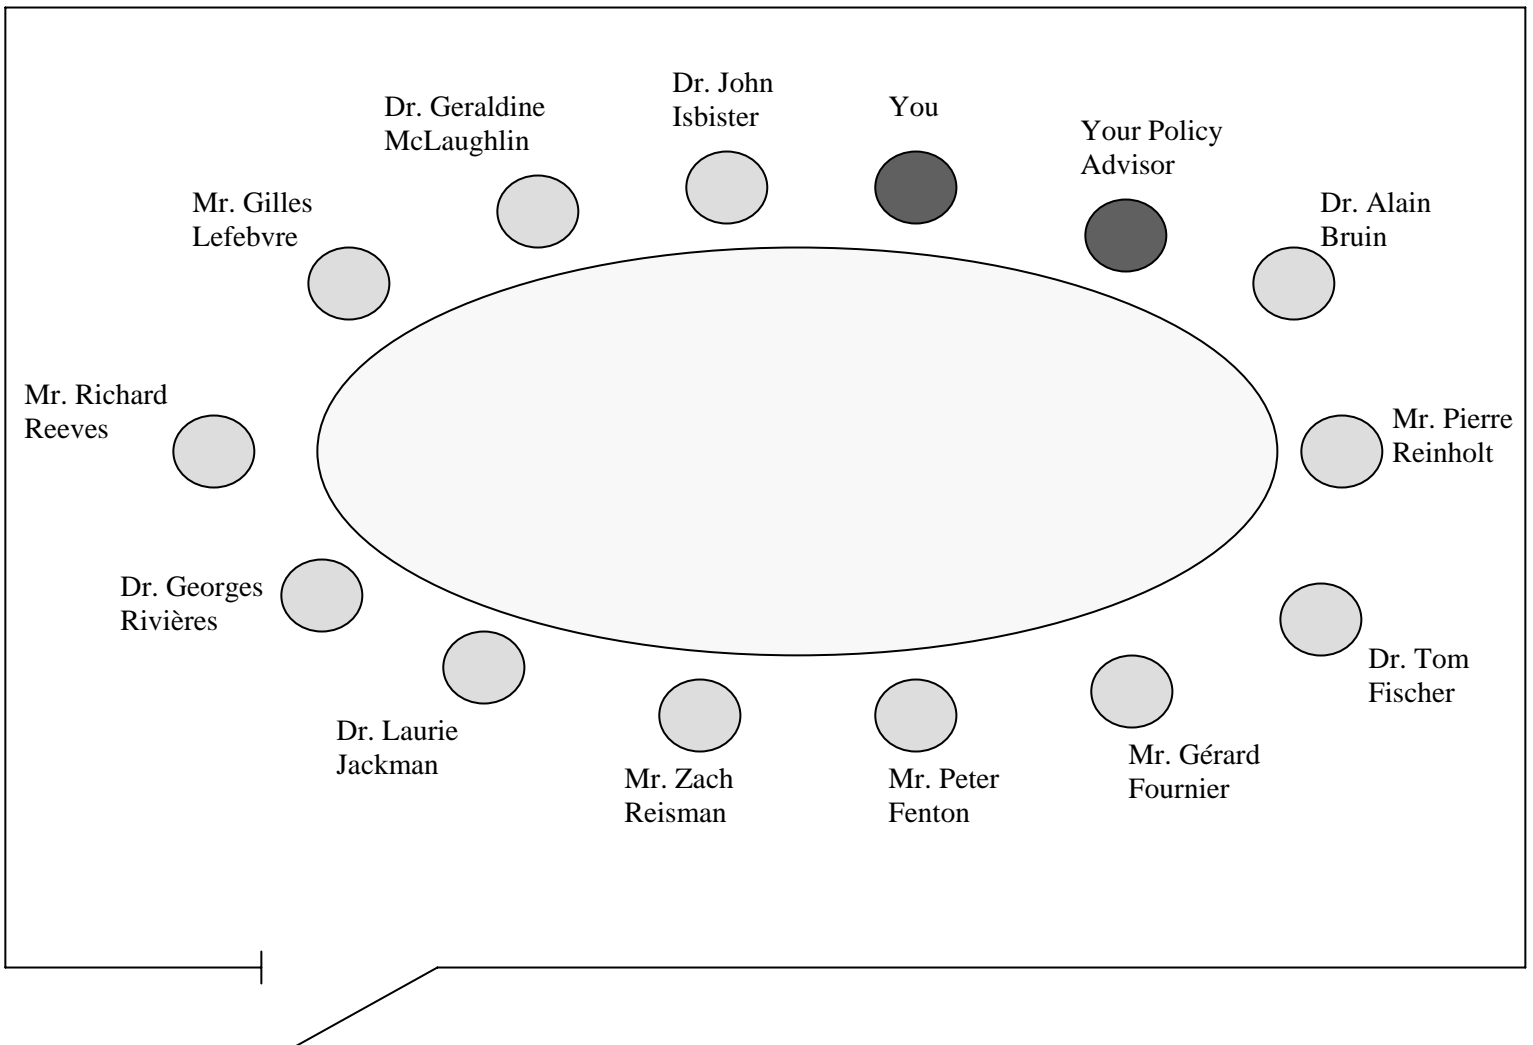 Dr. John
Isbister
You
Dr. Geraldine
McLaughlin
Your Policy
Advisor
Mr. Gilles
Lefebvre
Dr. Alain
Bruin
Mr. Richard
Reeves
Mr. Pierre
Reinholt
Dr. Georges
Rivières
Dr. Tom
Fischer
Dr. Laurie
Jackman
Mr. Gérard
Fournier
Mr. Zach
Reisman
Mr. Peter
Fenton